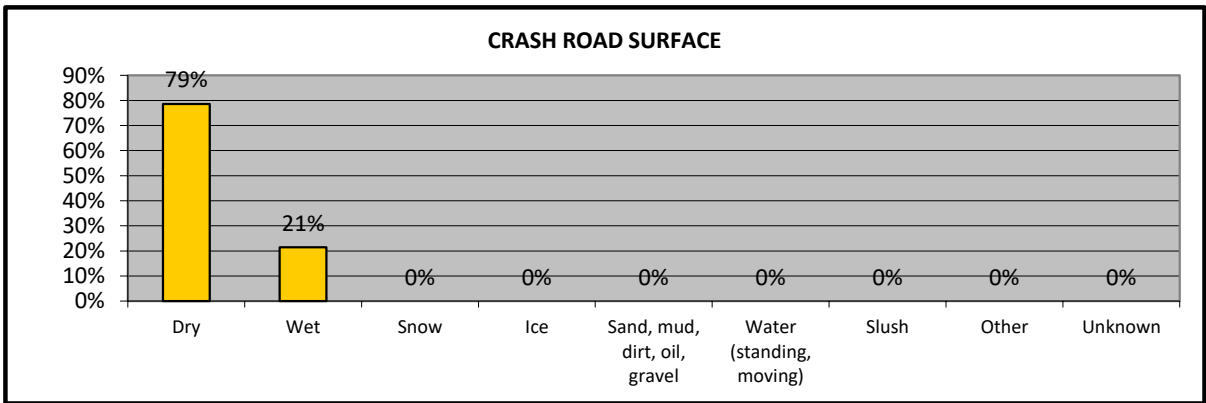 CRASH ROAD SURFACE
90%
80%
70%
60%
50%
40%
30%
20%
10%
0%
79%
21%
0%
0%
0%
0%
0%
0%
0%
Dry
Wet
Snow
Ice
Sand, mud,
dirt, oil,
gravel
Water
(standing,
moving)
Slush
Other
Unknown